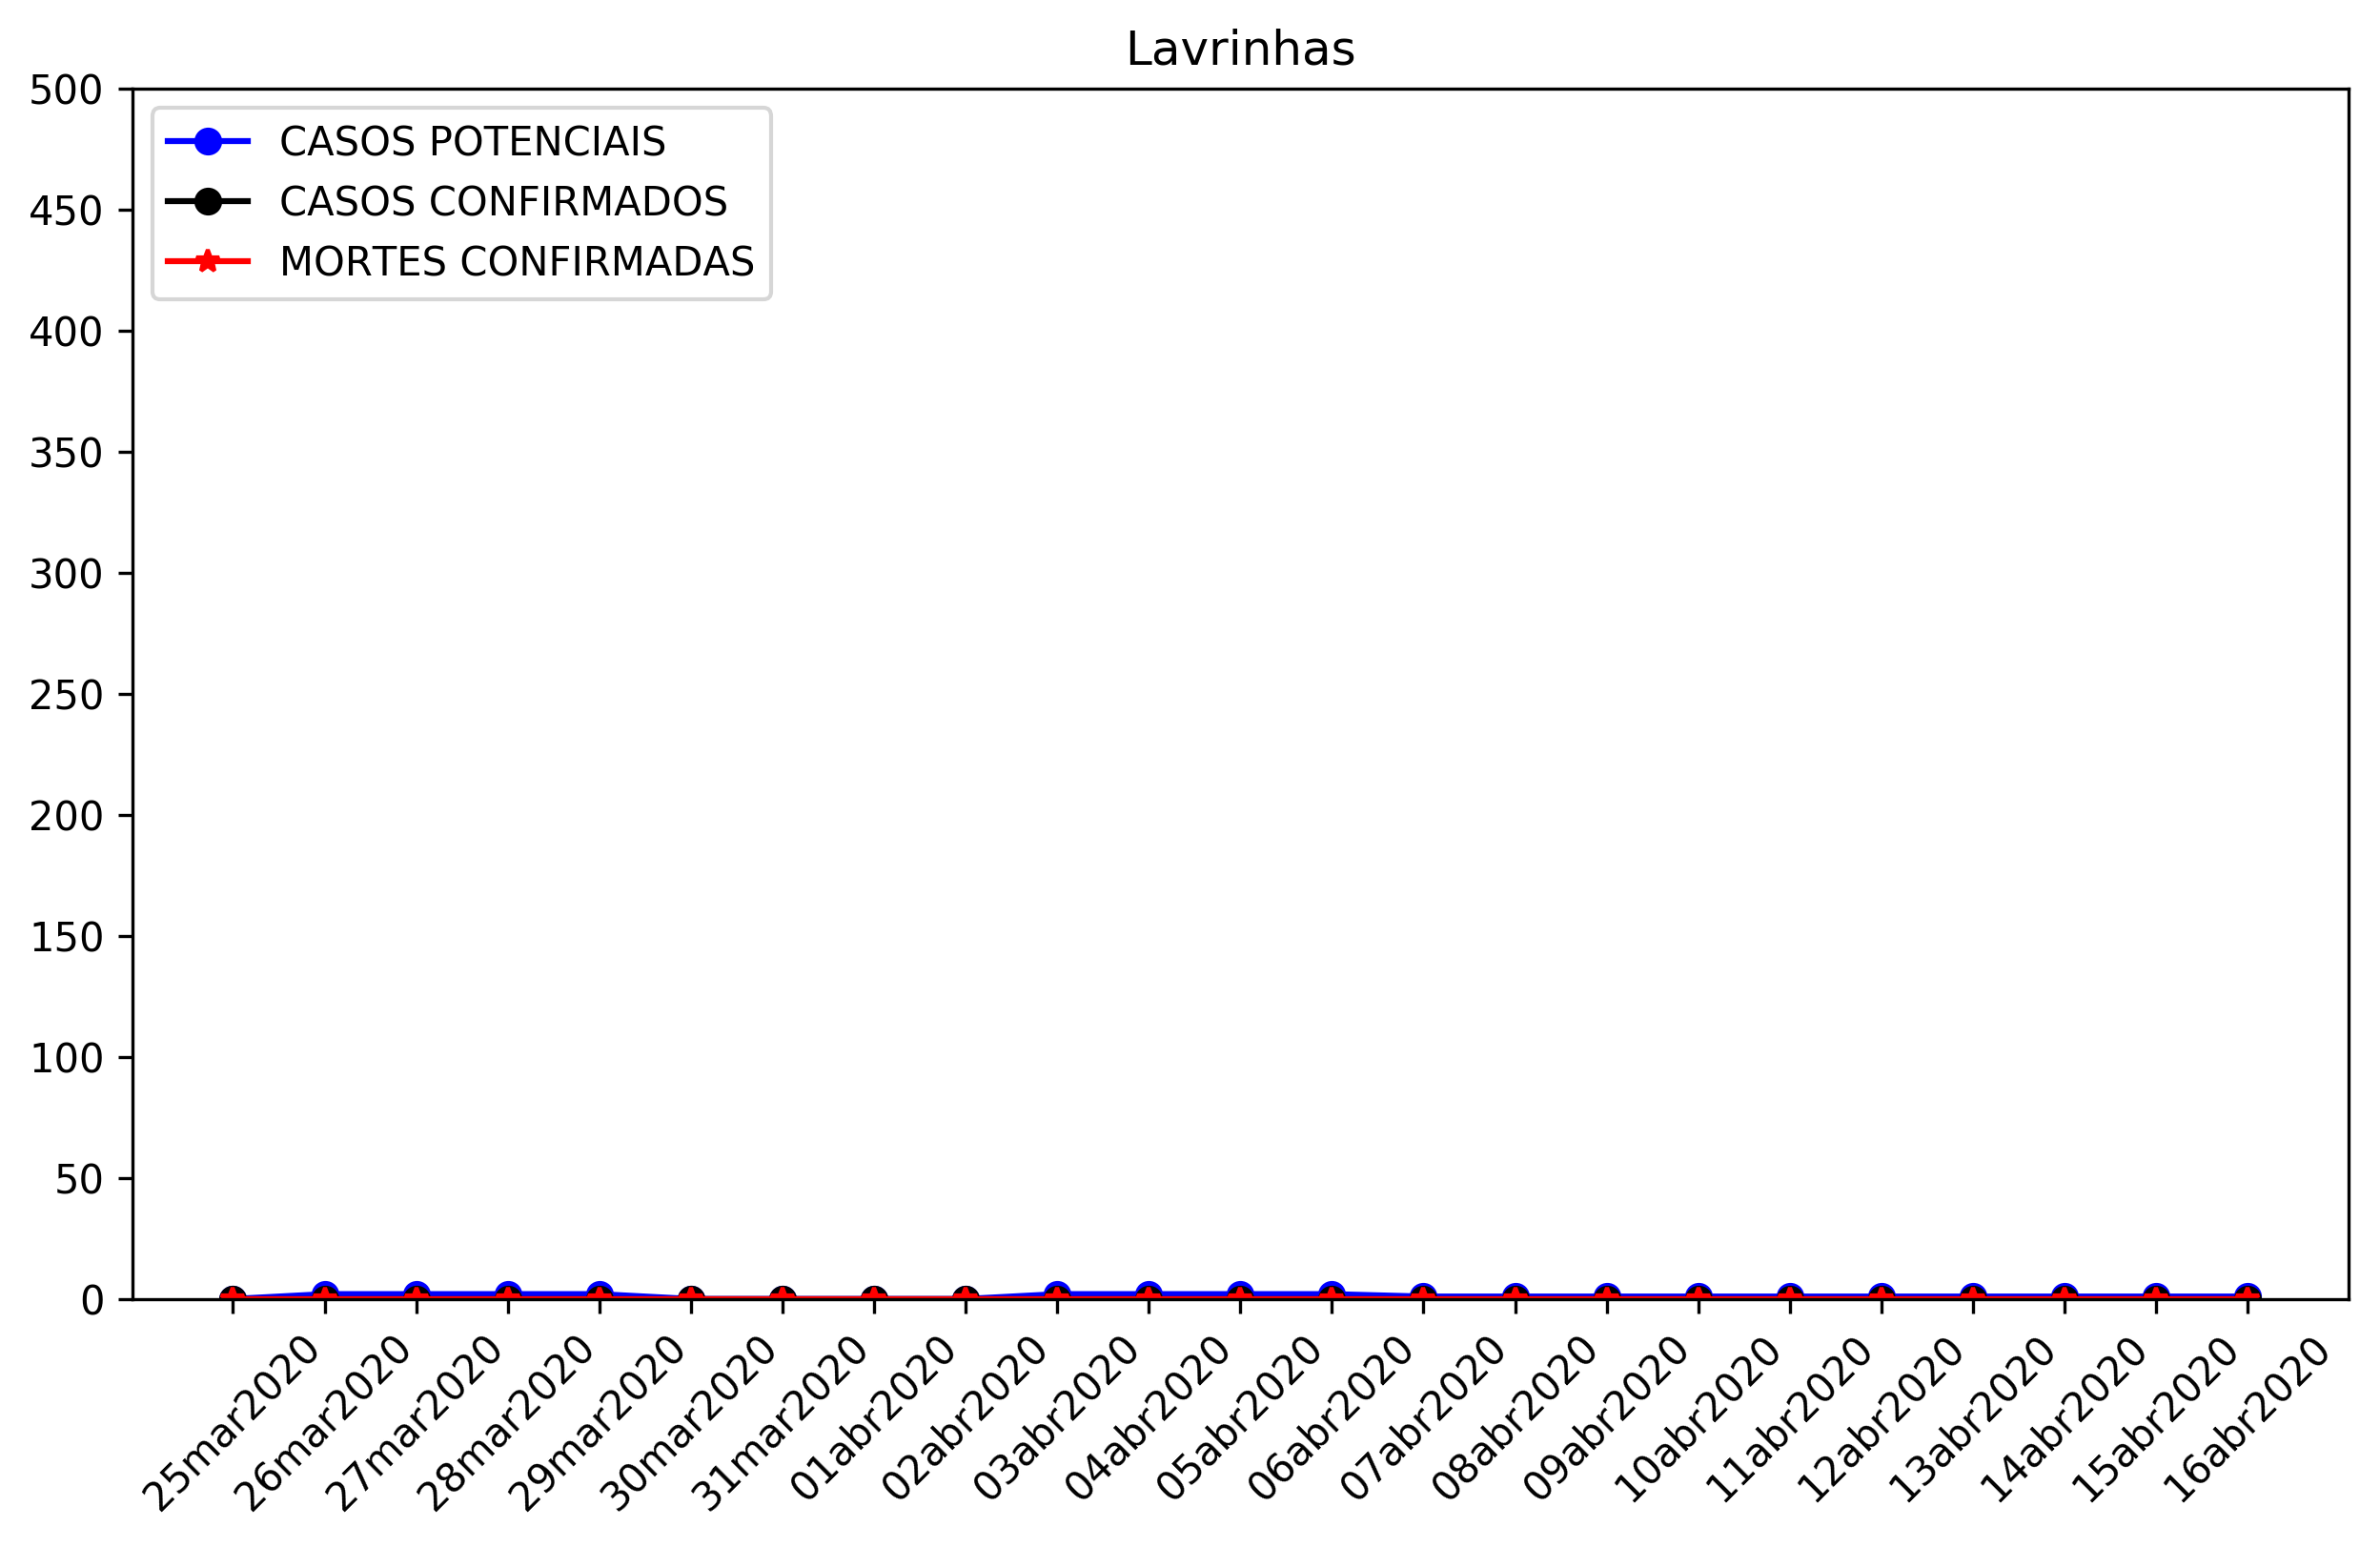 Lavrinhas
500
450
400
350
300
250
200
150
100
50
0
CASOS POTENCIAIS
CASOS CONFIRMADOS
MORTES CONFIRMADAS
25mar2020
26mar2020
27mar2020
28mar2020
29mar2020
30mar2020
31mar2020
01abr2020
02abr2020
03abr2020
04abr2020
05abr2020
06abr2020
07abr2020
08abr2020
09abr2020
10abr2020
11abr2020
12abr2020
13abr2020
14abr2020
15abr2020
16abr2020